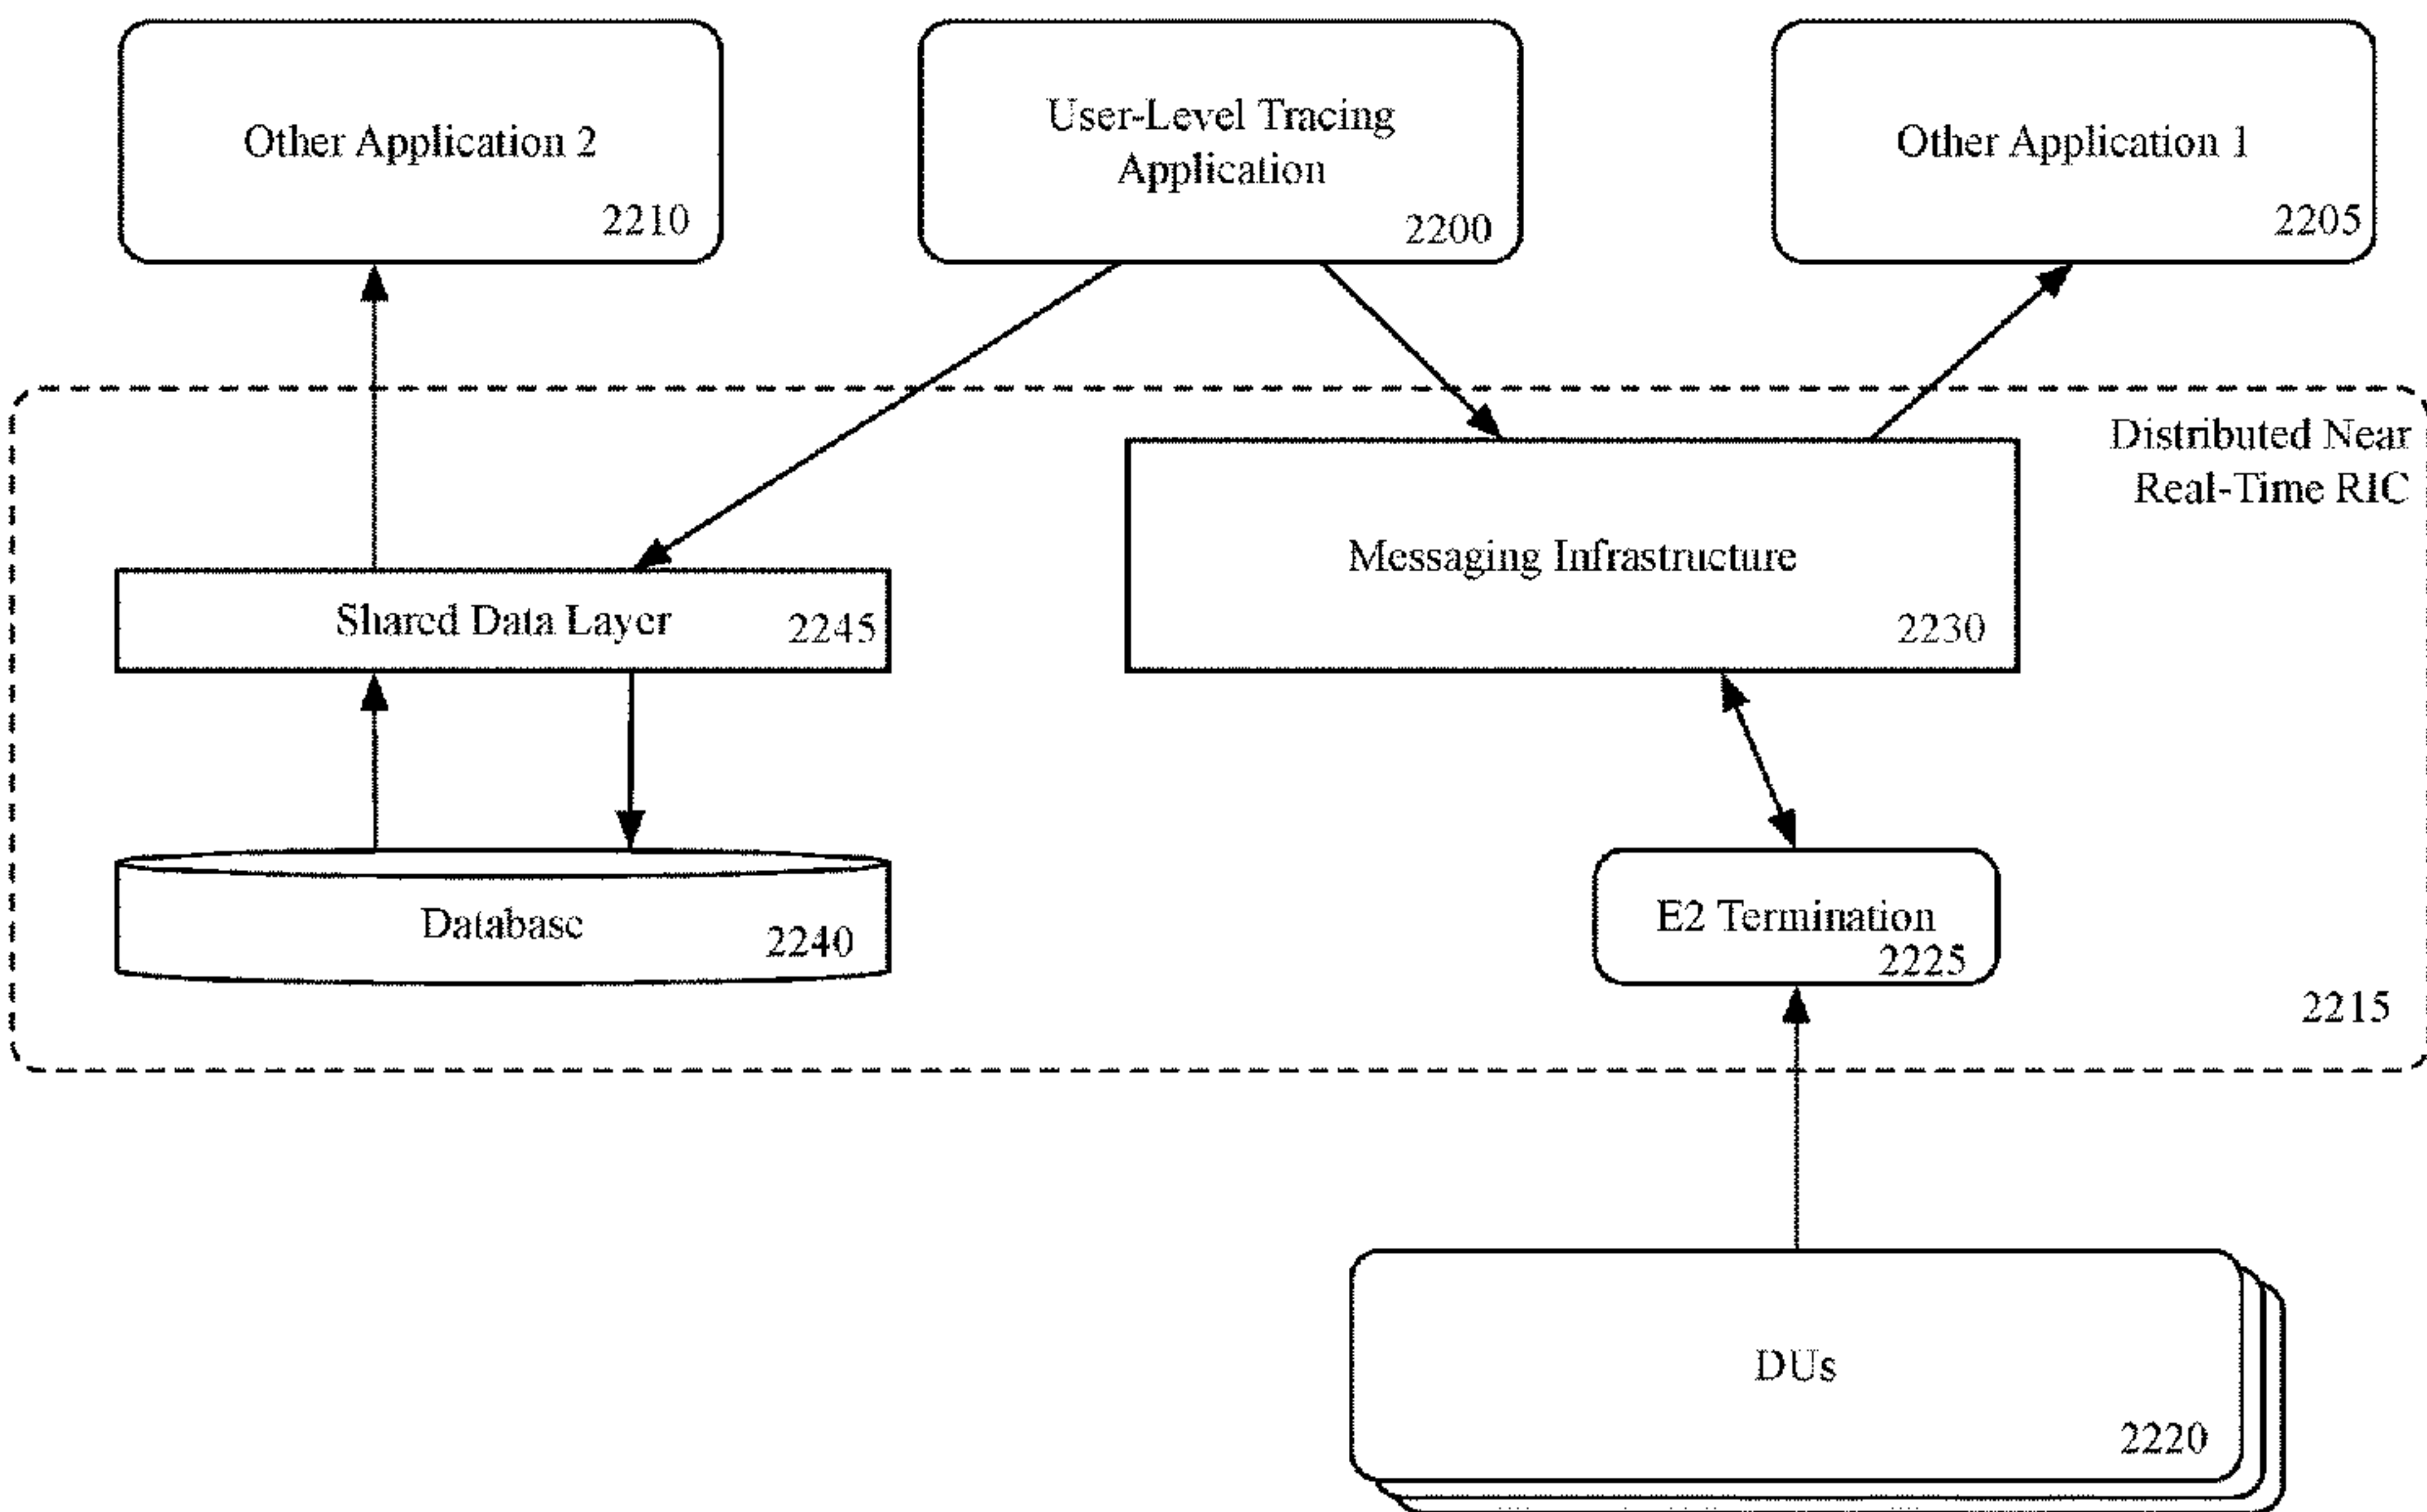 Other Application 2
2210
User-Level Tracing
Application
2200
Other Application 1
2205
Distributed Near
Real-Time RIC
Messaging Infrastructure
2230
Shared Data Layer
2245
Database
2240
E2 Termination
2225
2215
DUs
2220